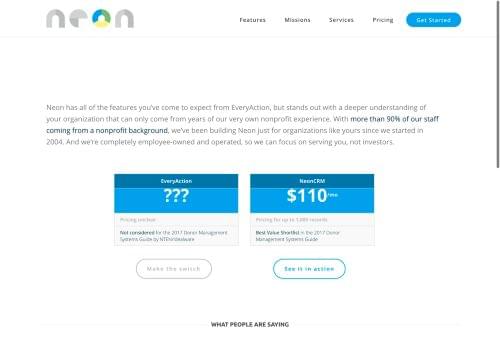 neon
Features Missions Services Pricing Get Started
Neon has all of the features you've come to expect from EveryAction, but stands out with a deeper understanding of
your organization that can only come from years of our very own nonprofit experience. With more than 90% of our staff
coming from a nonprofit background, we've been building Neon just for organizations like yours since we started in
2004. And we're completely employee-owned and operated, so we can focus on serving you, not investors.
EveryAction
???
Pricing unclear
Not considered for the 2017 Donor Management
Systems Guide by NTEN/Idealware
Make the switch
NeonCRM
$110/mo
Pricing for up to 1,000 records
Best Value Shortlist in the 2017 Donor
Management Systems Guide
See it in action
WHAT PEOPLE ARE SAYING